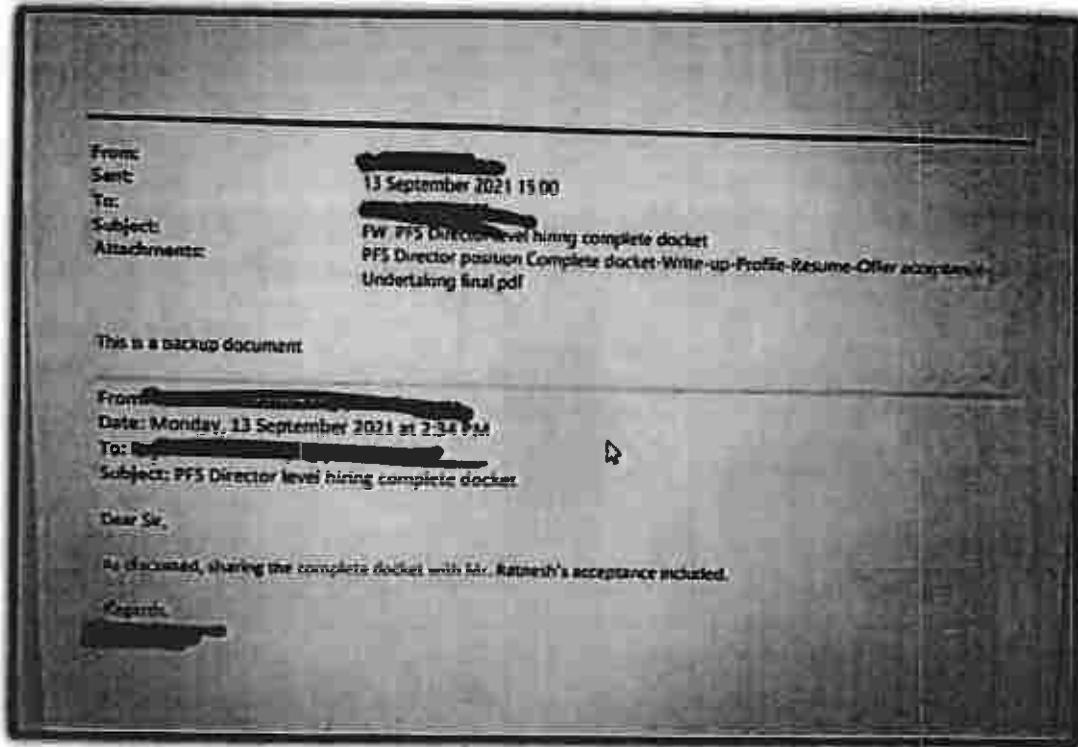 From:
Sent: 13 September 2021 15:00
To:
Subject: FW: PFS Director level hiring complete docket
Attachments: PFS Director position Complete docket-Write-up-Profile-Resume-Offer acceptance-
Undertaking final.pdf
This is a backup document
From:
Date: Monday, 13 September 2021 at 2:34 PM
To:
Subject: PFS Director level hiring complete docket
Dear Sir,
As discussed, sharing the complete docket with Mr. Ratnesh's acceptance included.
Regards,